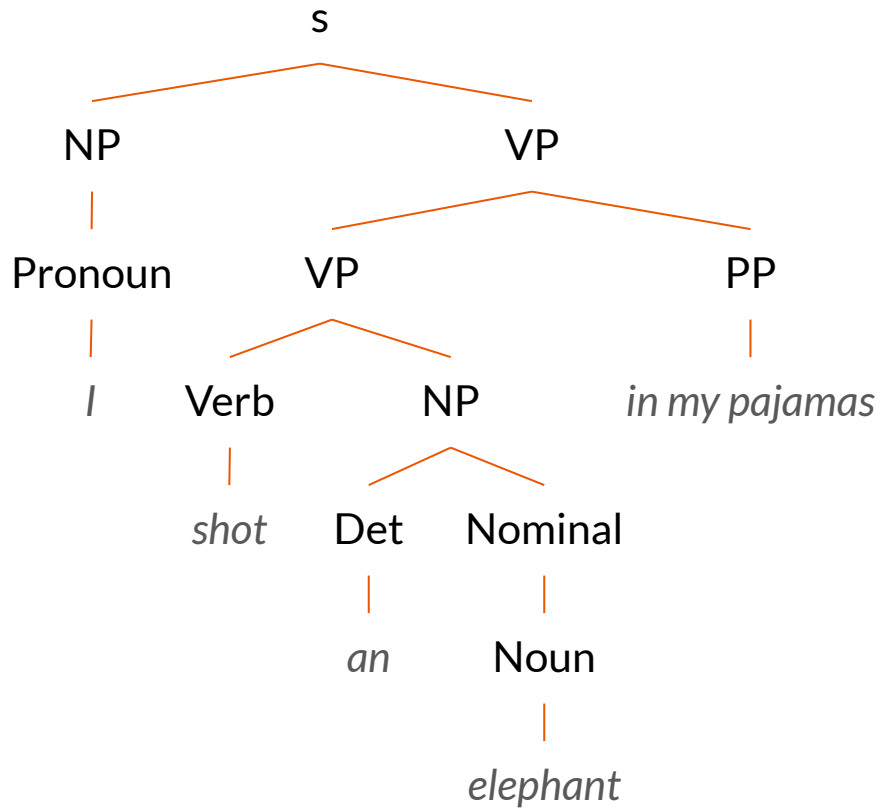 s
NP VP
Pronoun VP PP
I Verb NP in my pajamas
shot Det Nominal
an Noun
elephant